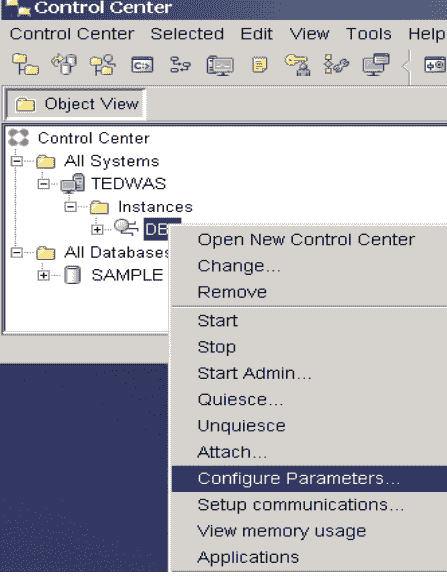 Control Center
Control Center Selected Edit View Tools Help
Object View
Control Center
All Systems
TEDWAS
Instances
DB
All Databases
SAMPLE
Open New Control Center
Change...
Remove
Start
Stop
Start Admin...
Quiesce...
Unquiesce
Attach...
Configure Parameters...
Setup communications...
View memory usage
Applications